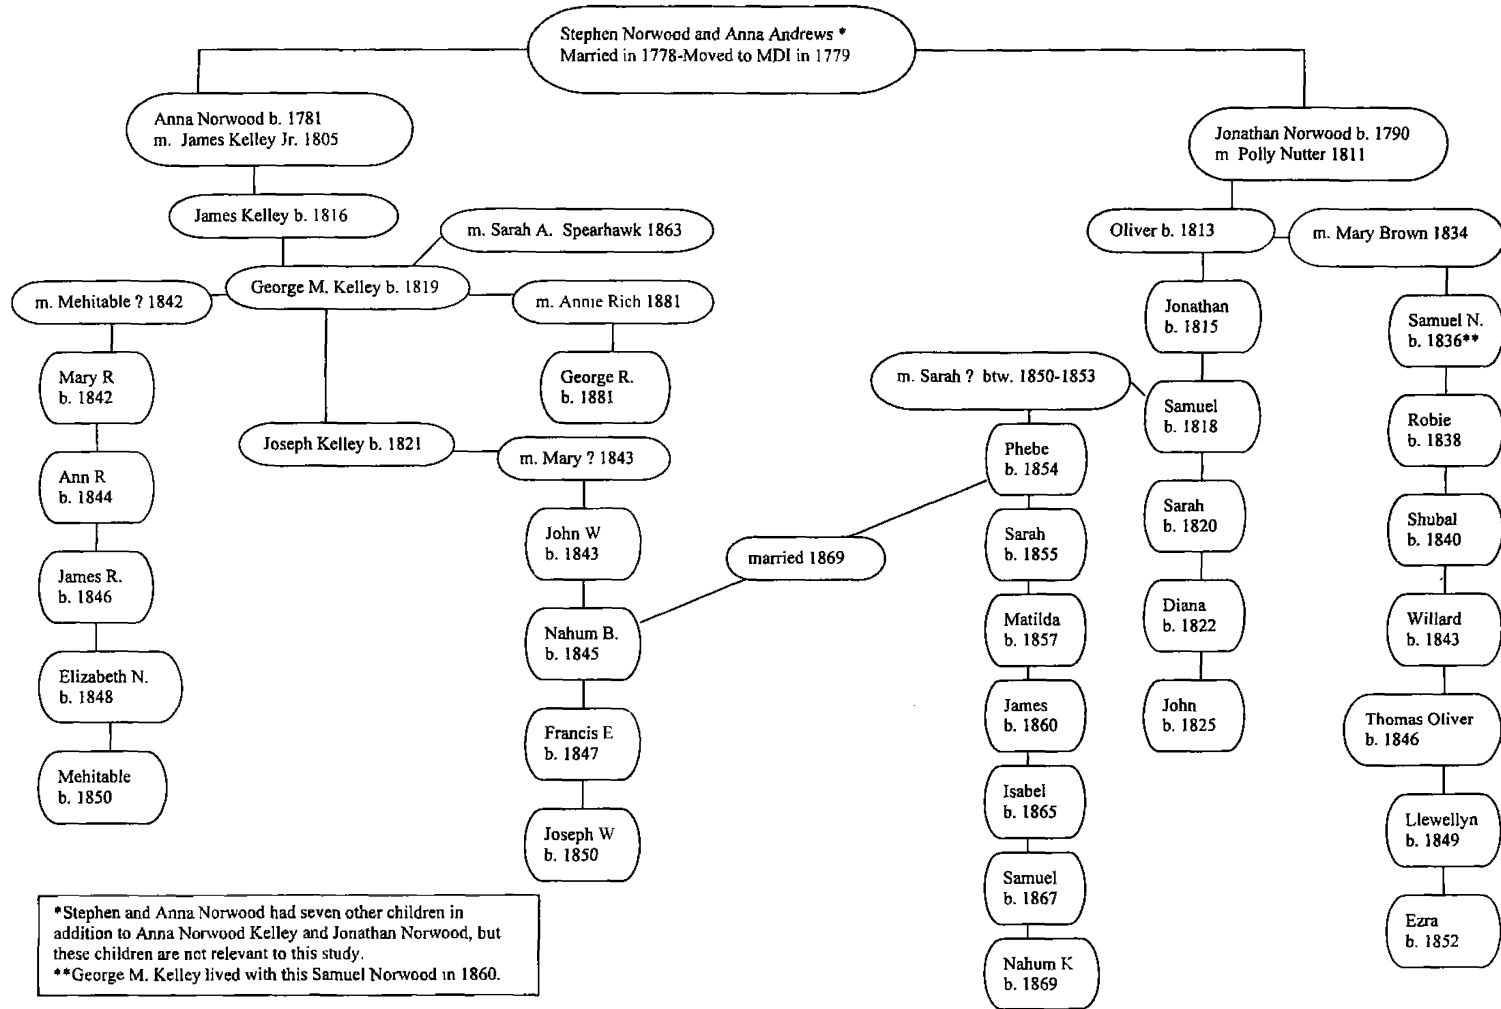 Stephen Norwood and Anna Andrews *
Married in 1778-Moved to MDI in 1779
Anna Norwood b. 1781
m. James Kelley Jr. 1805
Jonathan Norwood b. 1790
m Polly Nutter 1811
James Kelley b. 1816
m. Sarah A. Spearhawk 1863
Oliver b. 1813
m. Mary Brown 1834
m. Mehitable ? 1842
George M. Kelley b. 1819
m. Annie Rich 1881
Mary R
b. 1842
Ann R
b. 1844
James R.
b. 1846
Elizabeth N.
b. 1848
Mehitable
b. 1850
George R.
b. 1881
Joseph Kelley b. 1821
m. Mary ? 1843
John W
b. 1843
Nahum B.
b. 1845
Francis E
b. 1847
Joseph W
b. 1850
married 1869
Jonathan
b. 1815
m. Sarah ? btw. 1850-1853
Samuel
b. 1818
Sarah
b. 1820
Diana
b. 1822
John
b. 1825
Phebe
b. 1854
Sarah
b. 1855
Matilda
b. 1857
James
b. 1860
Isabel
b. 1865
Samuel
b. 1867
Nahum K
b. 1869
Samuel N.
b. 1836**
Robie
b. 1838
Shubal
b. 1840
Willard
b. 1843
Thomas Oliver
b. 1846
Llewellyn
b. 1849
Ezra
b. 1852
*Stephen and Anna Norwood had seven other children in
addition to Anna Norwood Kelley and Jonathan Norwood, but
these children are not relevant to this study.
**George M. Kelley lived with this Samuel Norwood in 1860.